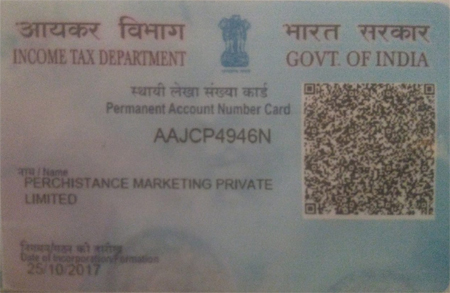 आयकर विभाग
भारत सरकार
INCOME TAX DEPARTMENT
GOVT. OF INDIA
स्थायी लेखा संख्या कार्ड
Permanent Account Number Card
AAJCP4946N
नाम / Name
PERCHISTANCE MARKETING PRIVATE
LIMITED
की तारीख
Date of Incorporation/Formation
25/10/2017